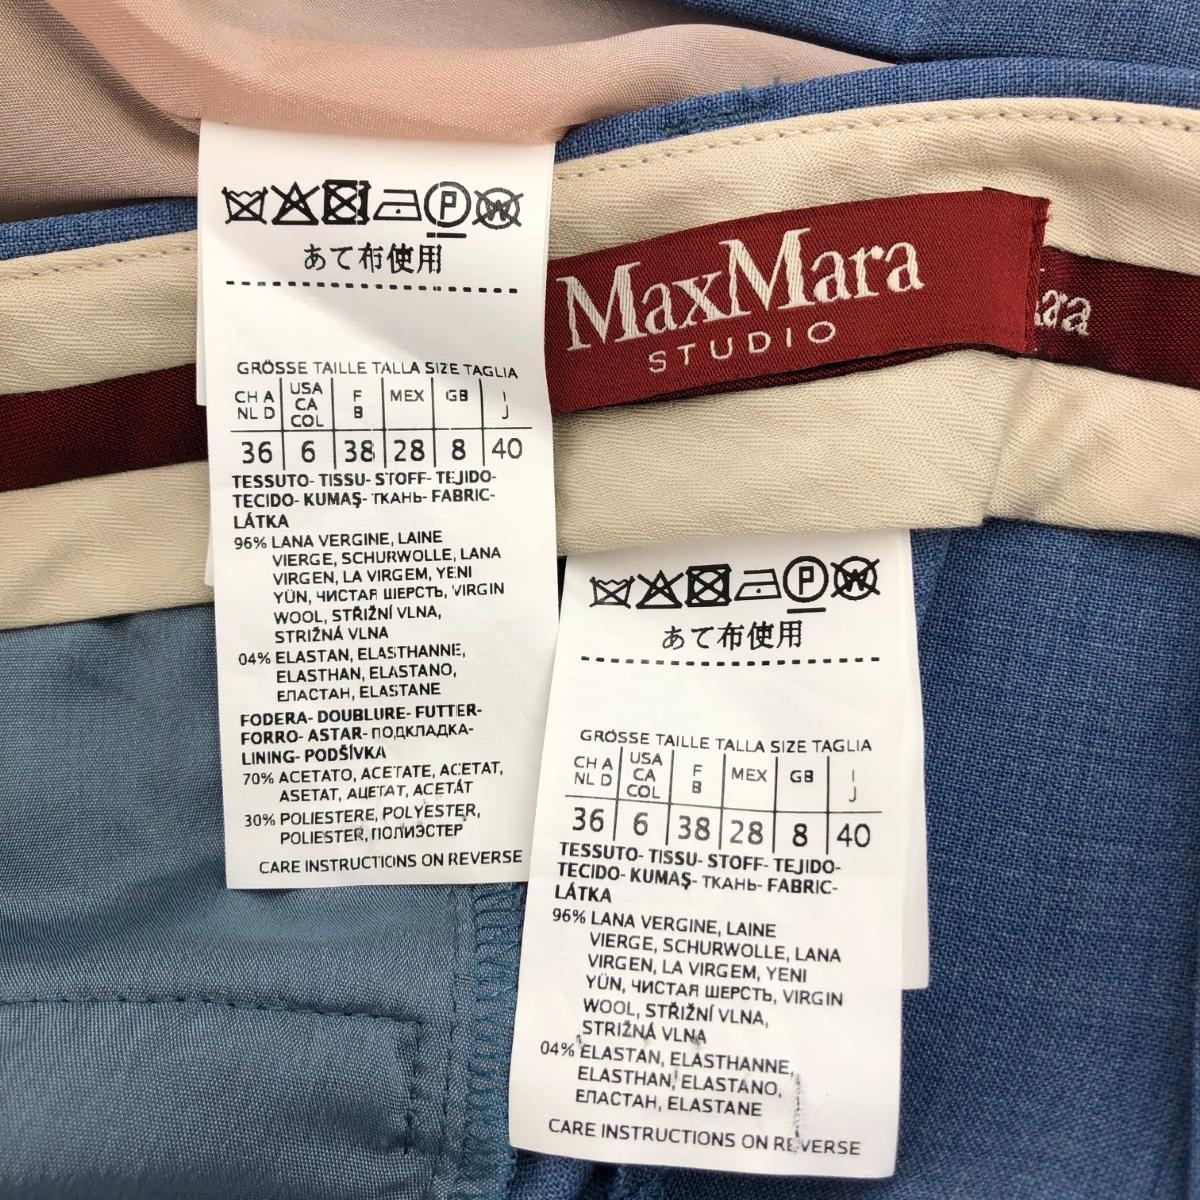 あて布使用
GRÖSSE TAILLE TALLA SIZE TAGLIA
CH A NL D USA CA COL F B MEX GB I J
36 6 38 28 8 40
TESSUTO- TISSU- STOFF- TEJIDO-
TECIDO- KUMAŞ- ТКАНЬ- FABRIC-
LÁTKA
96% LANA VERGINE, LAINE
VIERGE, SCHURWOLLE, LANA
VIRGEN, LA VIRGEM, YENI
YÜN, ЧИСТАЯ ШЕРСТЬ, VIRGIN
WOOL, STŘIŽNÍ VLNA,
STRIŽNÁ VLNA
04% ELASTAN, ELASTHANNE,
ELASTHAN, ELASTANO,
ЕЛАСТАН, ELASTANE
FODERA- DOUBLURE- FUTTER-
FORRO- ASTAR- ПОДКЛАДКА-
LINING- PODŠÍVKA
70% ACETATO, ACETATE, ACETAT,
ASETAT, АЦЕТАТ, ACETÁT
30% POLIESTERE, POLYESTER,
POLIESTER, ПОЛИЭСТЕР
CARE INSTRUCTIONS ON REVERSE
MaxMara
STUDIO
ara
あて布使用
GRÖSSE TAILLE TALLA SIZE TAGLIA
CH A NL D USA CA COL F B MEX GB I J
36 6 38 28 8 40
TESSUTO- TISSU- STOFF- TEJIDO-
TECIDO- KUMAŞ- ТКАНЬ- FABRIC-
LÁTKA
96% LANA VERGINE, LAINE
VIERGE, SCHURWOLLE, LANA
VIRGEN, LA VIRGEM, YENI
YÜN, ЧИСТАЯ ШЕРСТЬ, VIRGIN
WOOL, STŘIŽNÍ VLNA,
STRIŽNÁ VLNA
04% ELASTAN, ELASTHANNE,
ELASTHAN, ELASTANO,
ЕЛАСТАН, ELASTANE
CARE INSTRUCTIONS ON REVERSE